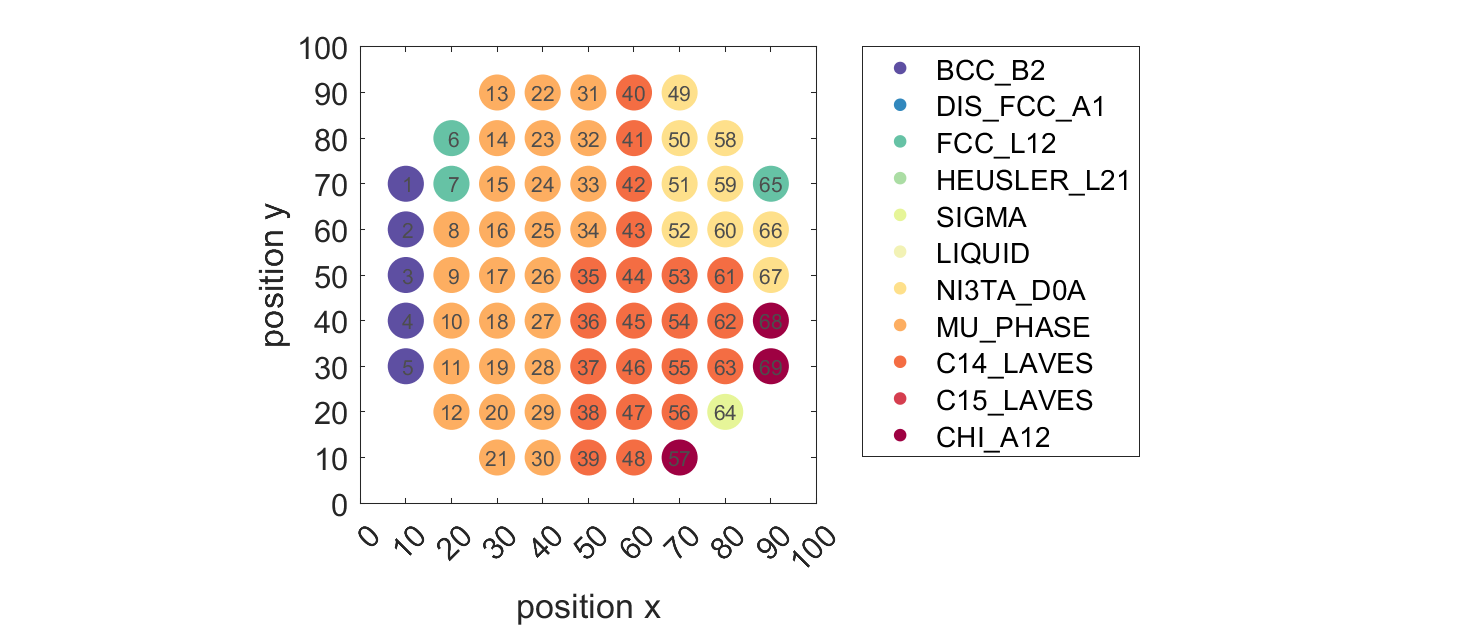 100
90 13 22 31 40 49
80 6 14 23 32 41 50 58
70 1 7 15 24 33 42 51 59 65
60 2 8 16 25 34 43 52 60 66
50 3 9 17 26 35 44 53 61 67
40 4 10 18 27 36 45 54 62 68
30 5 11 19 28 37 46 55 63 69
20 12 20 29 38 47 56 64
10 21 30 39 48 57
0
0 10 20 30 40 50 60 70 80 90 100
position x
position y
BCC_B2
DIS_FCC_A1
FCC_L12
HEUSLER_L21
SIGMA
LIQUID
NI3TA_D0A
MU_PHASE
C14_LAVES
C15_LAVES
CHI_A12